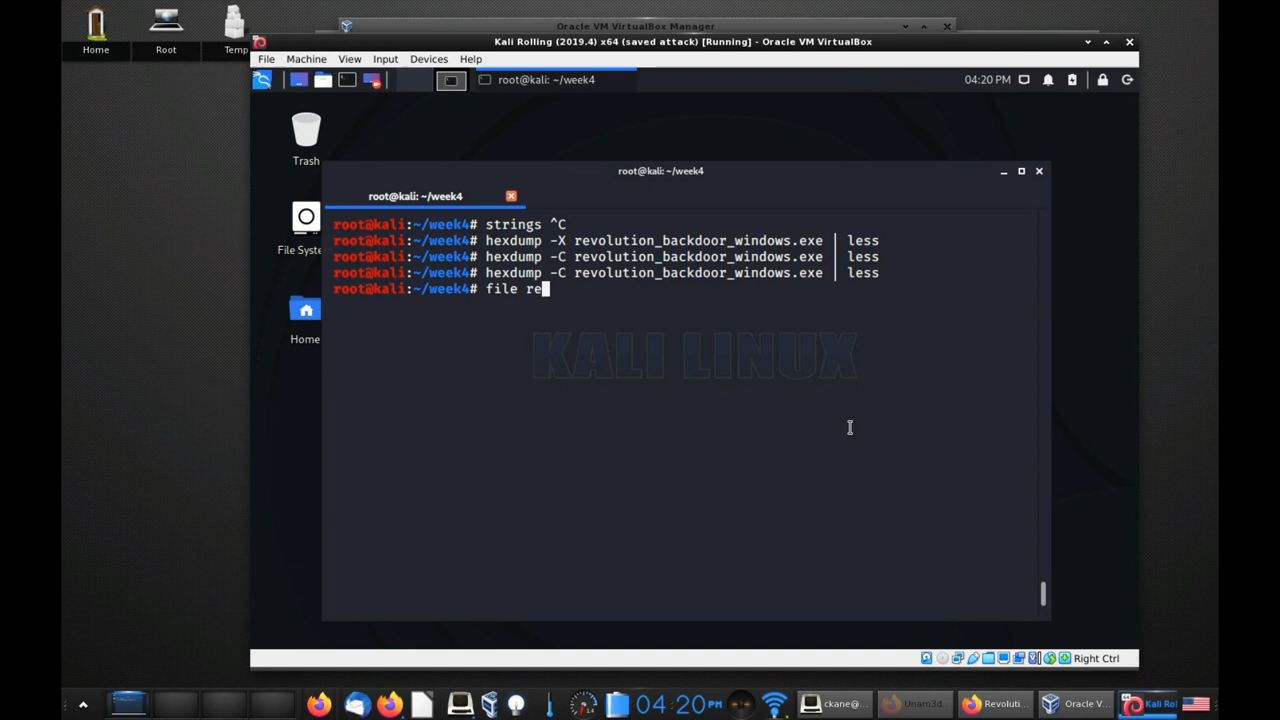 Oracle VM VirtualBox Manager
Kali Rolling (2019.4) x64 (saved attack) [Running] - Oracle VM VirtualBox
Home
Root
Temp
File Machine View Input Devices Help
root@kali: ~/week4
04:20 PM
Trash
File Syste
Home
root@kali: ~/week4
root@kali: ~/week4
root@kali:~/week4# strings ^C
root@kali:~/week4# hexdump -X revolution_backdoor_windows.exe | less
root@kali:~/week4# hexdump -C revolution_backdoor_windows.exe | less
root@kali:~/week4# hexdump -C revolution_backdoor_windows.exe | less
root@kali:~/week4# file re
KALI LINUX
Right Ctrl
04:20 PM
ckane@...
Unam3d
Revoluti...
Oracle V...
Kali Rol